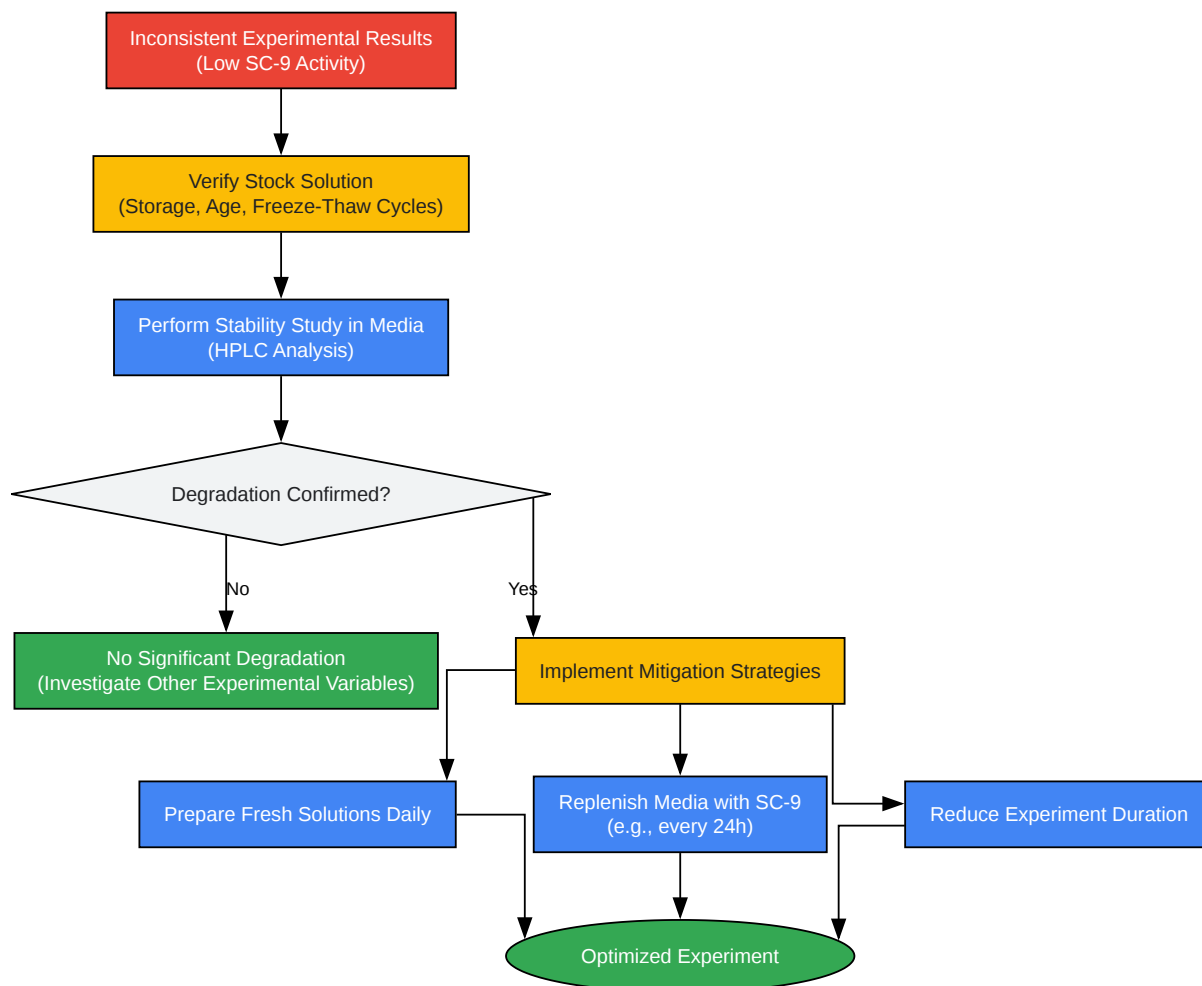 Inconsistent Experimental Results
(Low SC-9 Activity)
Verify Stock Solution
(Storage, Age, Freeze-Thaw Cycles)
Perform Stability Study in Media
(HPLC Analysis)
Degradation Confirmed?
No
Yes
No Significant Degradation
(Investigate Other Experimental Variables)
Implement Mitigation Strategies
Prepare Fresh Solutions Daily
Replenish Media with SC-9
(e.g., every 24h)
Reduce Experiment Duration
Optimized Experiment